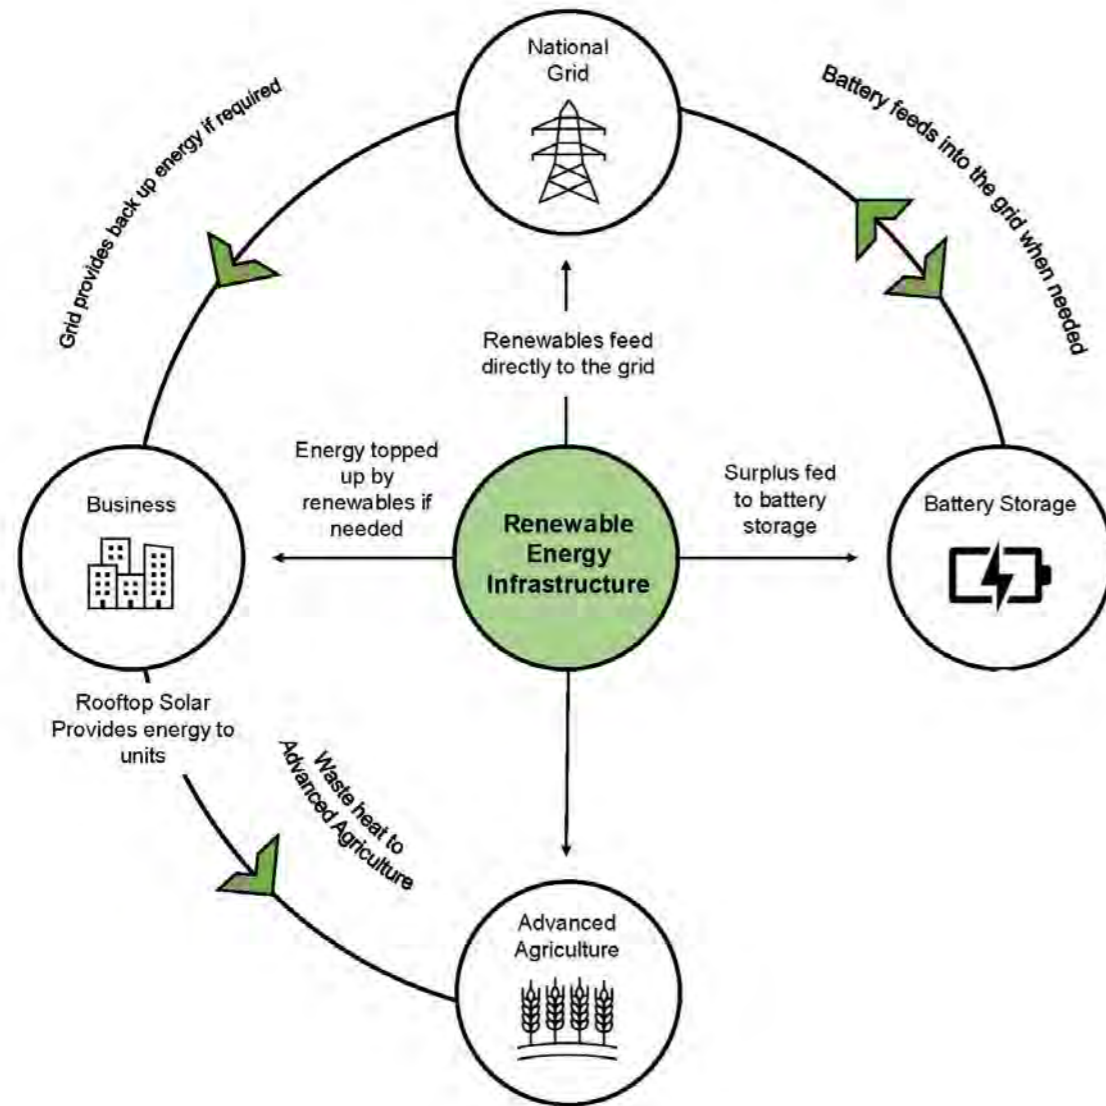 National
Grid
Grid provides back up energy if required
Battery feeds into the grid when needed
Renewables feed
directly to the grid
Energy topped
up by
renewables if
needed
Surplus fed
to battery
storage
Business
Renewable
Energy
Infrastructure
Battery Storage
Rooftop Solar
Provides energy to
units
Waste heat to
Advanced Agriculture
Advanced
Agriculture